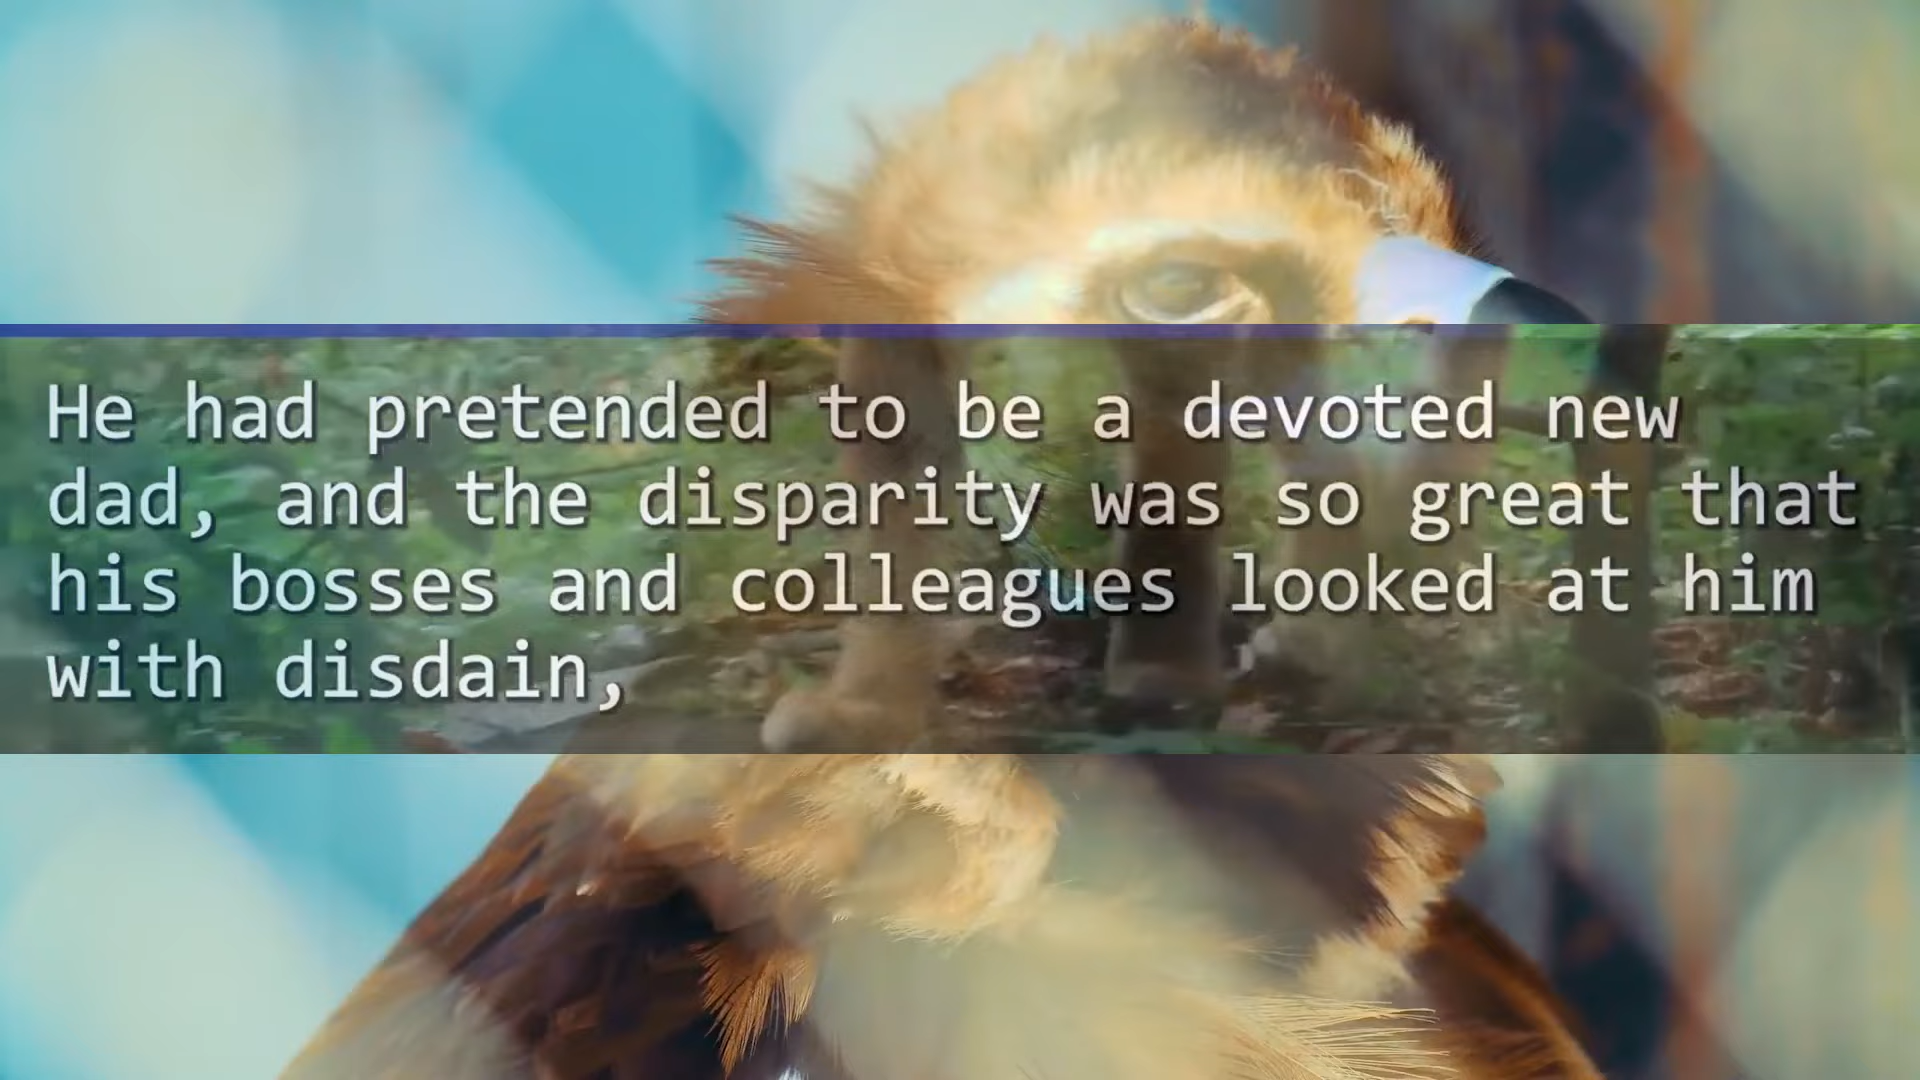 He had pretended to be a devoted new
dad, and the disparity was so great that
his bosses and colleagues looked at him
with disdain,